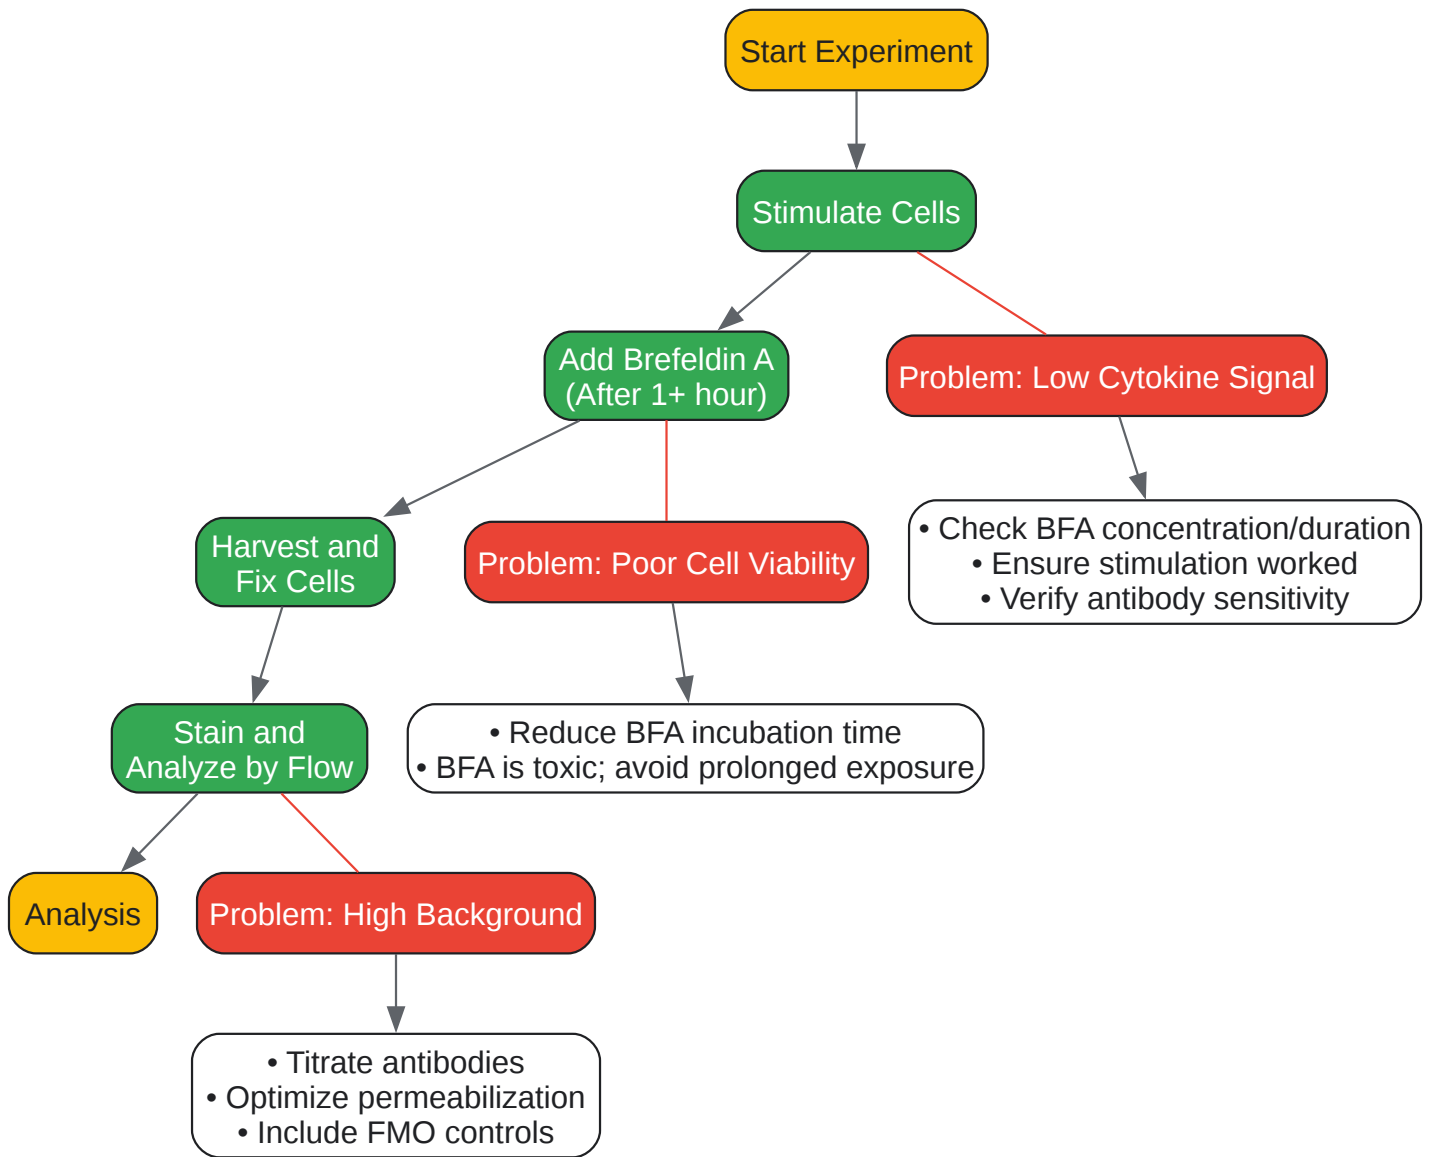 Start Experiment
Stimulate Cells
Add Brefeldin A
(After 1+ hour)
Problem: Low Cytokine Signal
Harvest and
Fix Cells
Problem: Poor Cell Viability
• Check BFA concentration/duration
• Ensure stimulation worked
• Verify antibody sensitivity
Stain and
Analyze by Flow
• Reduce BFA incubation time
• BFA is toxic; avoid prolonged exposure
Analysis
Problem: High Background
• Titrate antibodies
• Optimize permeabilization
• Include FMO controls